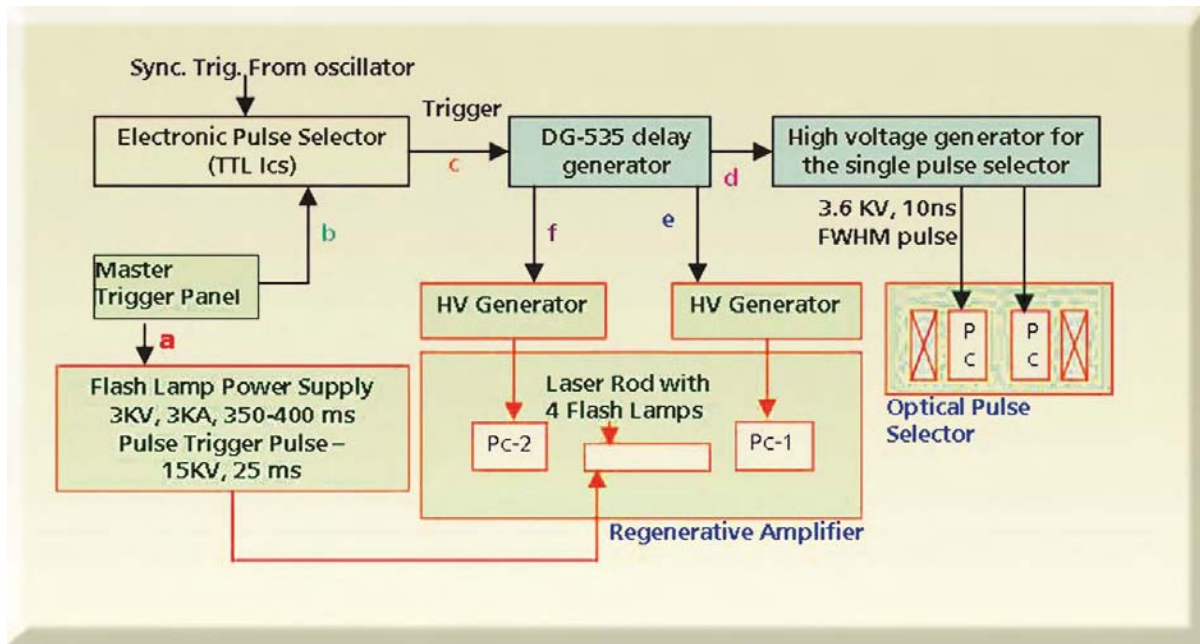 Sync. Trig. From oscillator
Electronic Pulse Selector
(TTL Ics)
Trigger
c
DG-535 delay
generator
d
High voltage generator for
the single pulse selector
b
f
e
3.6 KV, 10ns
FWHM pulse
Master
Trigger Panel
a
HV Generator
HV Generator
P
c
P
c
Optical Pulse
Selector
Flash Lamp Power Supply
3KV, 3KA, 350-400 ms
Pulse Trigger Pulse –
15KV, 25 ms
Laser Rod with
4 Flash Lamps
Pc-2
Pc-1
Regenerative Amplifier